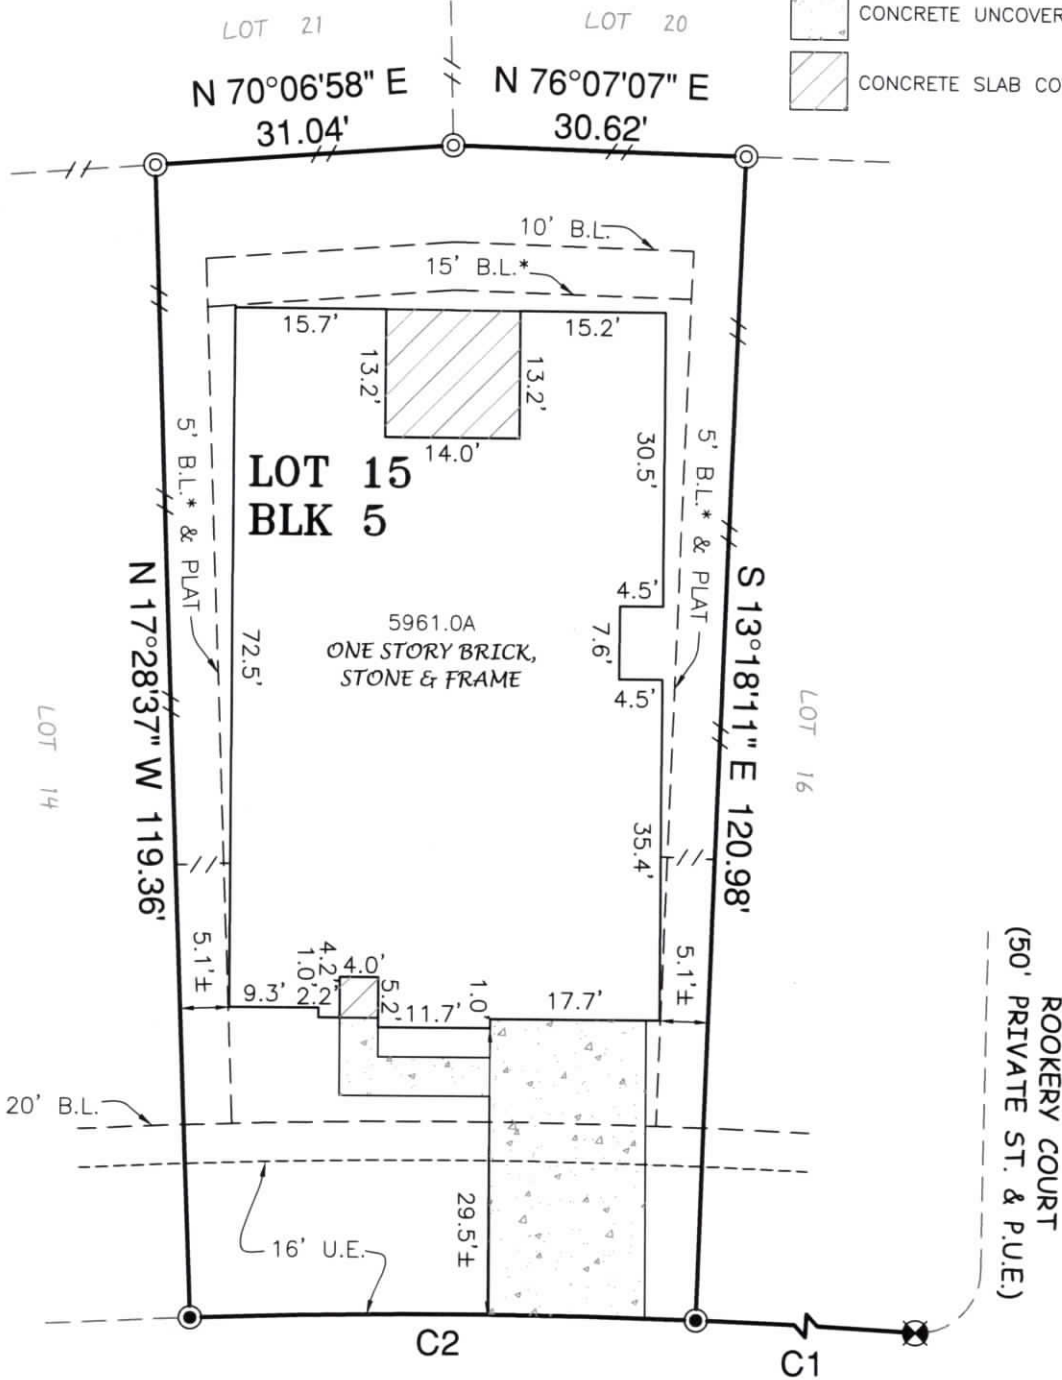 LOT 21
LOT 20
CONCRETE UNCOVER
CONCRETE SLAB CO
N 70°06'58" E
31.04'
N 76°07'07" E
30.62'
10' B.L.
15' B.L.*
15.7'
15.2'
13.2'
13.2'
14.0'
30.5'
5' B.L.* & PLAT
5' B.L.* & PLAT
LOT 15
BLK 5
4.5'
7.6'
4.5'
5961.0A
ONE STORY BRICK,
STONE & FRAME
72.5'
N 17°28'37" W 119.36'
S 13°18'11" E 120.98'
LOT 14
LOT 16
35.4'
5.1'±
5.1'±
9.3'
2.2'
1.0'
4.2'
4.0'
5.2'
11.7'
1.0'
17.7'
20' B.L.
16' U.E.
29.5'±
C2
C1
ROOKERY COURT
(50' PRIVATE ST. & P.U.E.)